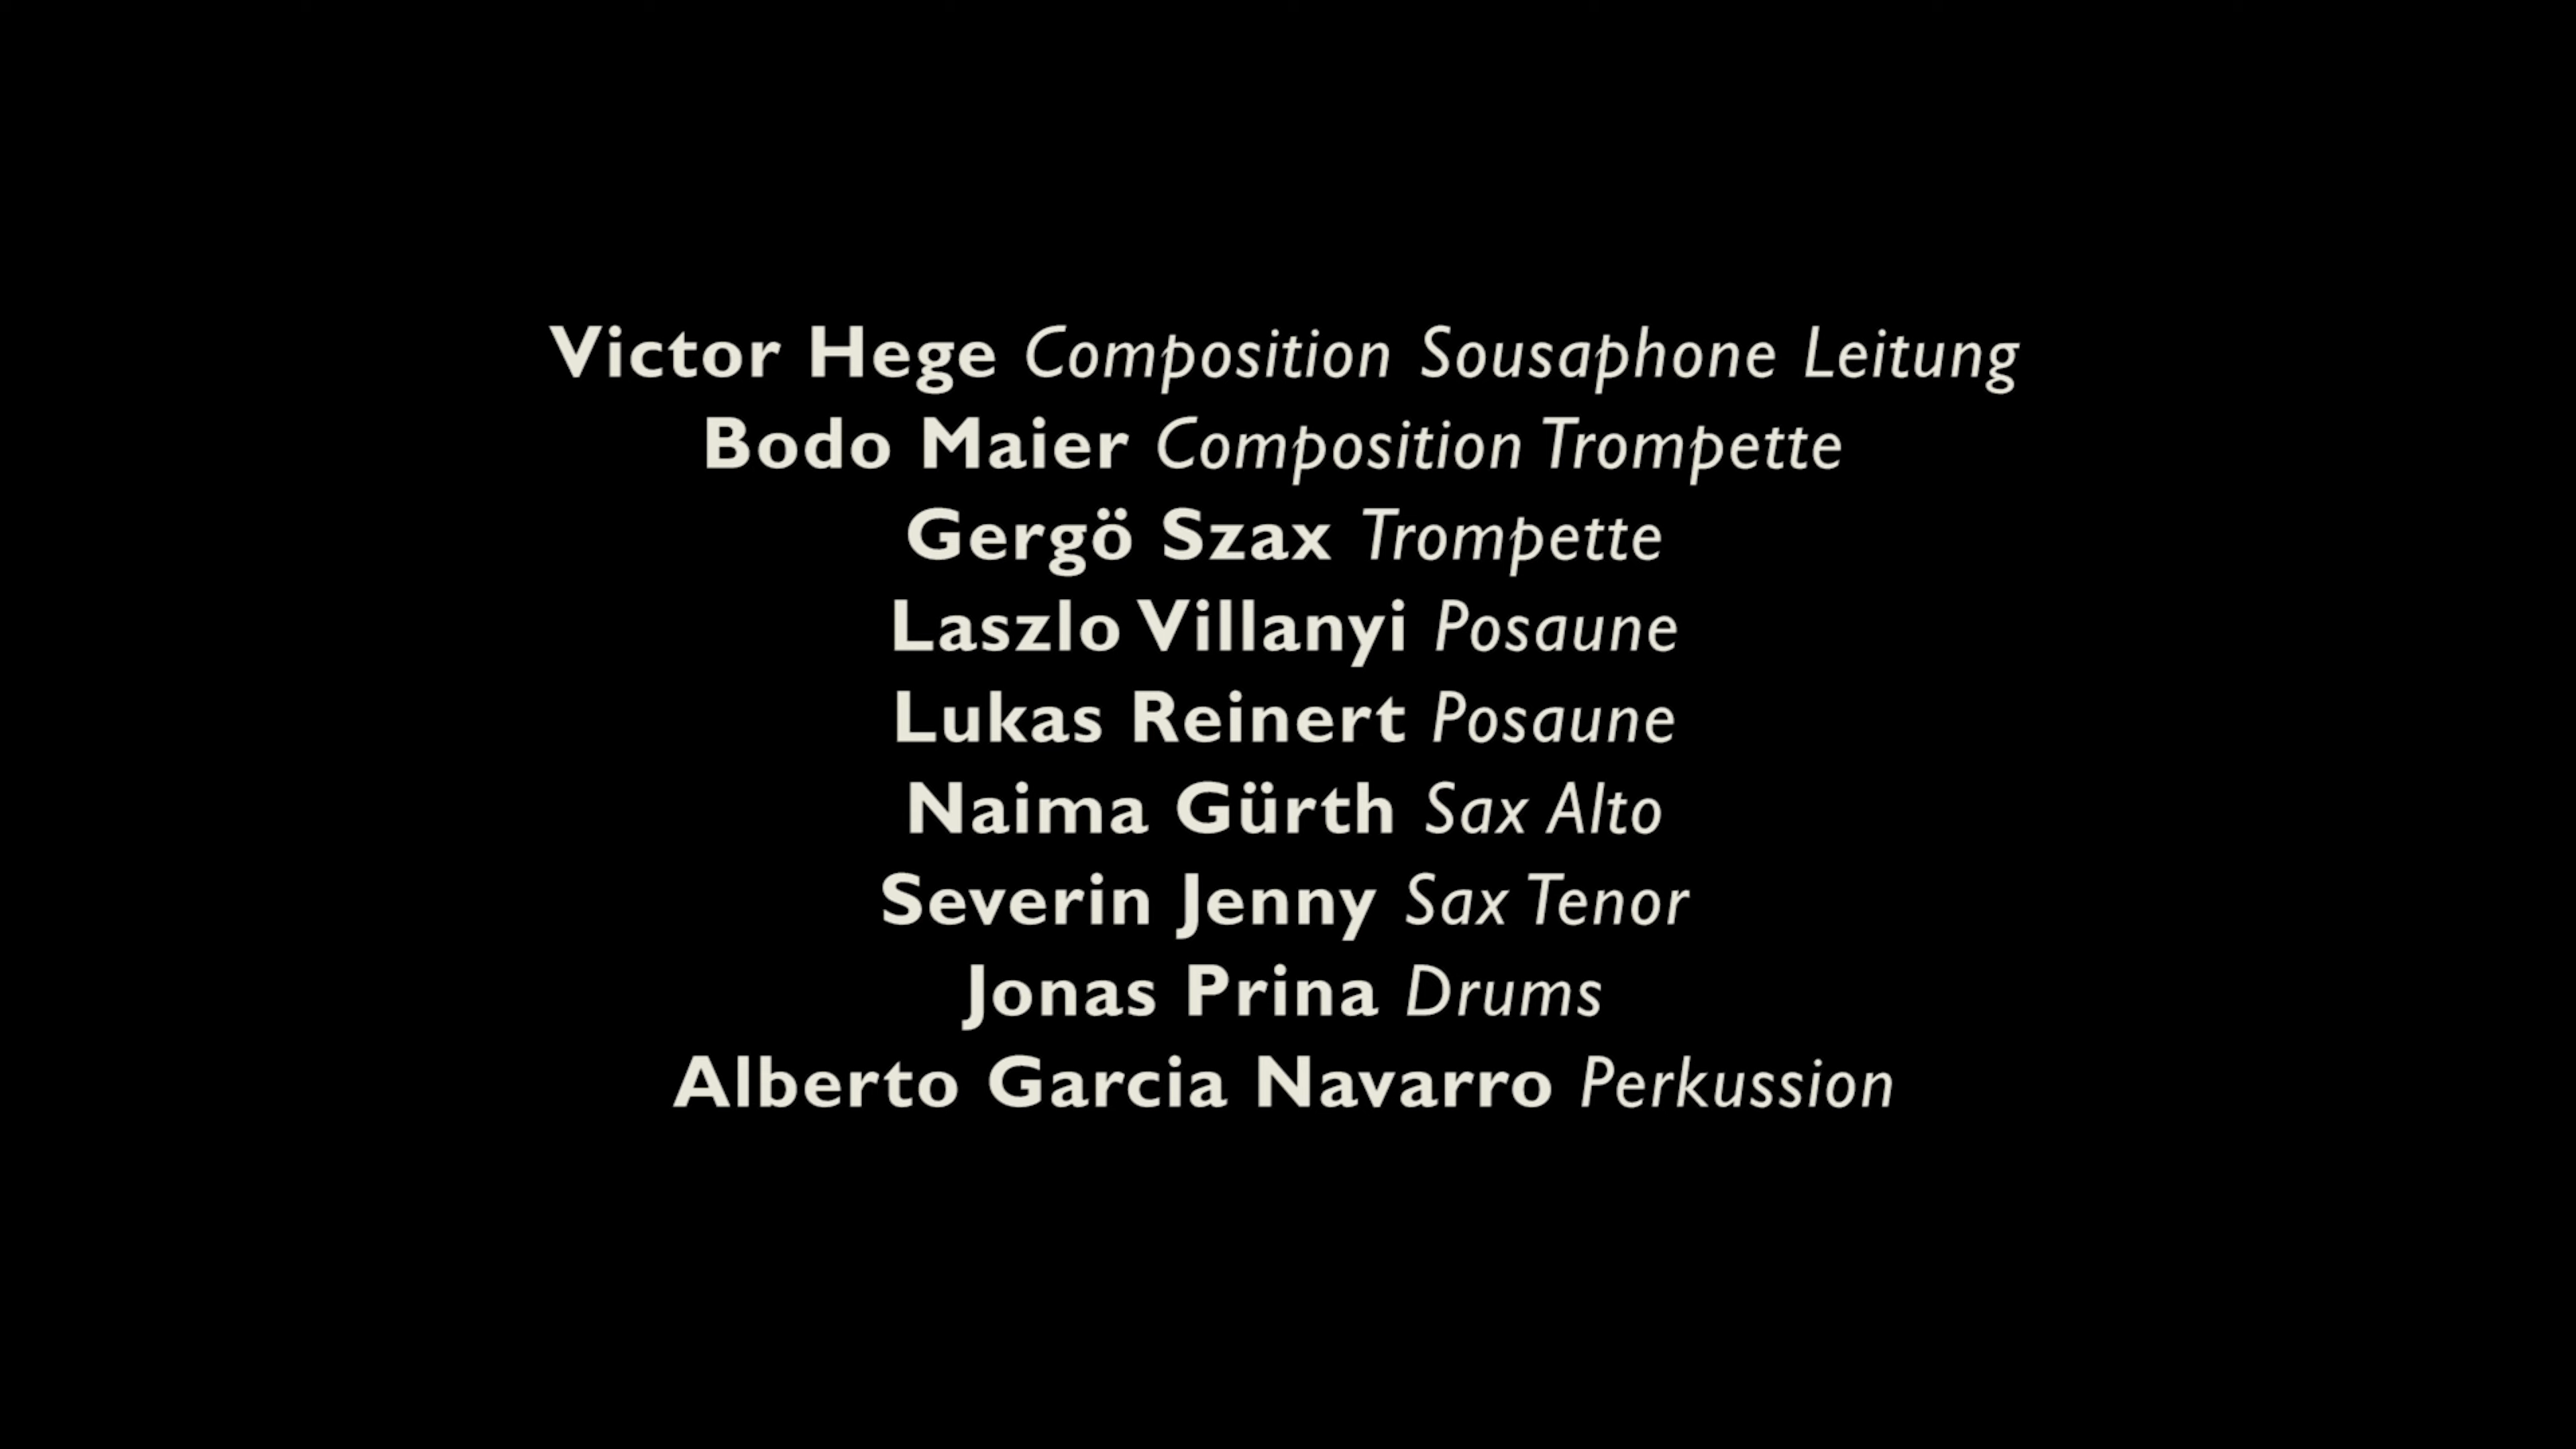 Victor Hege Composition Sousaphone Leitung
Bodo Maier Composition Trompette
Gergö Szax Trompette
Laszlo Villanyi Posaune
Lukas Reinert Posaune
Naima Gürth Sax Alto
Severin Jenny Sax Tenor
Jonas Prina Drums
Alberto Garcia Navarro Perkussion